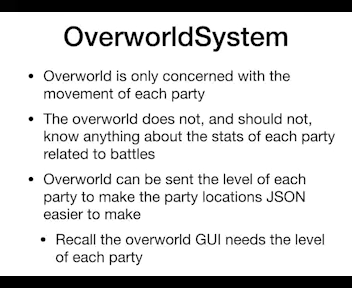 OverworldSystem
• Overworld is only concerned with the
movement of each party
• The overworld does not, and should not,
know anything about the stats of each party
related to battles
• Overworld can be sent the level of each
party to make the party locations JSON
easier to make
• Recall the overworld GUI needs the level
of each party